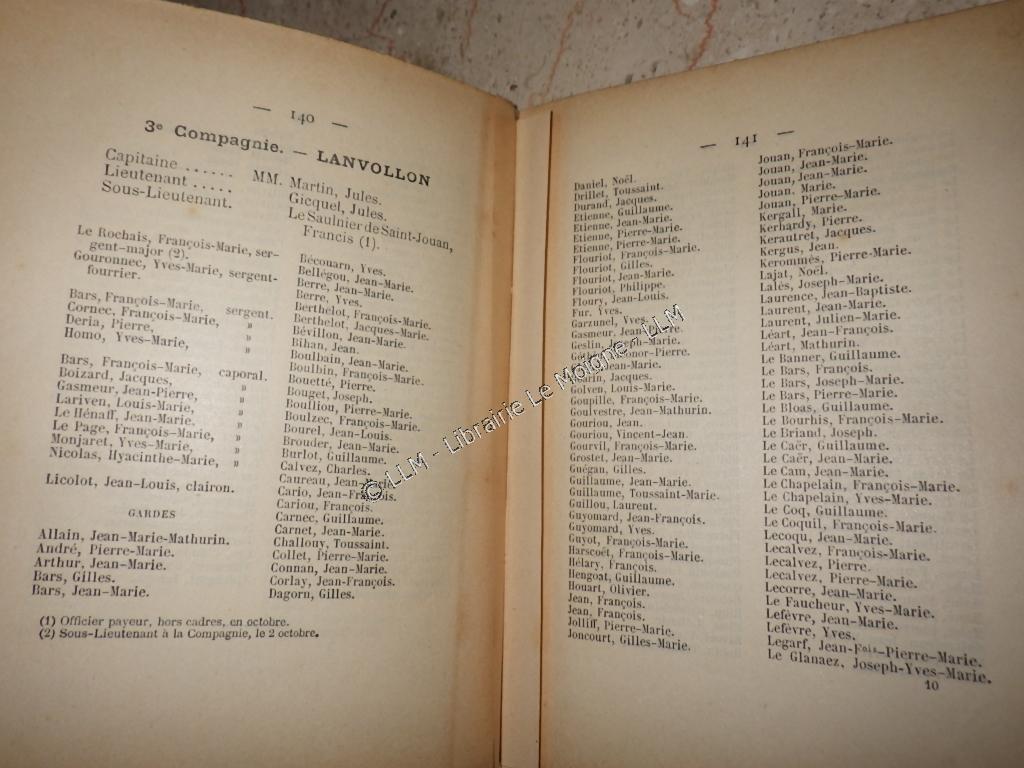 — 140 —
3e Compagnie. — LANVOLLON
Capitaine ...... MM. Martin, Jules.
Lieutenant ..... Gicquel, Jules.
Sous-Lieutenant. Le Saulnier de Saint-Jouan,
Francis (1).
Le Rochais, François-Marie, ser-
gent-major (2).
Gouronnec, Yves-Marie, sergent-
fourrier.
Bars, François-Marie, sergent.
Cornec, François-Marie, »
Deria, Pierre, »
Homo, Yves-Marie, »
Bars, François-Marie, caporal.
Boizard, Jacques, »
Gasmeur, Jean-Pierre, »
Lariven, Louis-Marie, »
Le Hénaff, Jean-Marie. »
Le Page, François-Marie, »
Monjaret, Yves-Marie, »
Nicolas, Hyacinthe-Marie, »
Licolot, Jean-Louis, clairon.
GARDES
Allain, Jean-Marie-Mathurin.
André, Pierre-Marie.
Arthur, Jean-Marie.
Bars, Gilles.
Bars, Jean-Marie.
Bécouarn, Yves.
Bellégou, Jean-Marie.
Berre, Jean-Marie.
Berre, Yves.
Berthelot, François-Marie.
Berthelot, Jacques-Marie.
Bévillon, Jean-Marie.
Bihan, Jean.
Boulbain, Jean-Marie.
Boulbin, François-Marie.
Bouetté, Pierre.
Bouget, Joseph.
Boulliou, Pierre-Marie.
Boulzec, François-Marie.
Bourel, Jean-Louis.
Brouder, Jean-Marie.
Burlot, Guillaume.
Calvez, Charles.
Caureau, Jean-Marie.
Cario, Jean-François.
Cariou, François.
Carnec, Guillaume.
Carnet, Jean-Marie.
Challouy, Toussaint.
Collet, Pierre-Marie.
Connan, Jean-Marie.
Corlay, Jean-François.
Dagorn, Gilles.
(1) Officier payeur, hors cadres, en octobre.
(2) Sous-Lieutenant à la Compagnie, le 2 octobre.
— 141 —
Daniel, Noël.
Drillet, Toussaint.
Durand, Jacques.
Etienne, Guillaume.
Etienne, Jean-Marie.
Etienne, Pierre-Marie.
Etienne, Pierre-Marie.
Flouriot, François-Marie.
Flouriot, Gilles.
Flouriot, Jean-Marie.
Flouriot, Philippe.
Floury, Jean-Louis.
Fur, Yves.
Garzunel, Yves.
Gasmeur, Jean-Pierre.
Geslin, Joseph-Marie.
Pierre.
Jean-Marie.
Jacques.
Golven, Louis-Marie.
Goupille, François-Marie.
Goulvestre, Jean-Mathurin.
Gouriou, Jean.
Gouriou, Vincent-Jean.
Gourvil, François-Marie.
Grostet, Jean-Marie.
Guégan, Gilles.
Guillaume, Jean-Marie.
Guillaume, Toussaint-Marie.
Guillou, Laurent.
Guyomard, Jean-François.
Guyomard, Yves.
Guyot, François-Marie.
Harscoët, François-Marie.
Hélary, François.
Hengoat, Guillaume.
Houart, Olivier.
Jean, François.
Jean, François.
Jolliff, Pierre-Marie.
Joncourt, Gilles-Marie.
Jouan, François-Marie.
Jouan, Jean-Marie.
Jouan, Jean-Marie.
Jouan, Marie.
Jouan, Pierre-Marie.
Kergall, Marie.
Kerhardy, Pierre.
Kerautret, Jacques.
Kergus, Jean.
Kerommès, Pierre-Marie.
Lajat, Noël.
Lalès, Joseph-Marie.
Laurence, Jean-Baptiste.
Laurent, Jean-Marie.
Laurent, Julien-Marie.
Léart, Jean-François.
Léart, Mathurin.
Le Banner, Guillaume.
Le Bars, François.
Le Bars, Joseph-Marie.
Le Bars, Pierre-Marie.
Le Bloas, Guillaume.
Le Bourhis, François-Marie.
Le Briand, Joseph.
Le Caër, Guillaume.
Le Caër, Jean-Marie.
Le Cam, Jean-Marie.
Le Chapelain, François-Marie.
Le Chapelain, Yves-Marie.
Le Coq, Guillaume.
Le Coquil, François-Marie.
Lecoqu, Jean-Marie.
Lecalvez, François-Marie.
Lecalvez, Pierre.
Lecalvez, Pierre-Marie.
Lecorre, Jean-Marie.
Le Faucheur, Yves-Marie.
Lefèvre, Jean-Marie.
Lefèvre, Yves.
Legarf, Jean-Fois-Pierre-Marie.
Le Glanaez, Joseph-Yves-Marie.
10
© LLM - Librairie Le Moigne - LLM